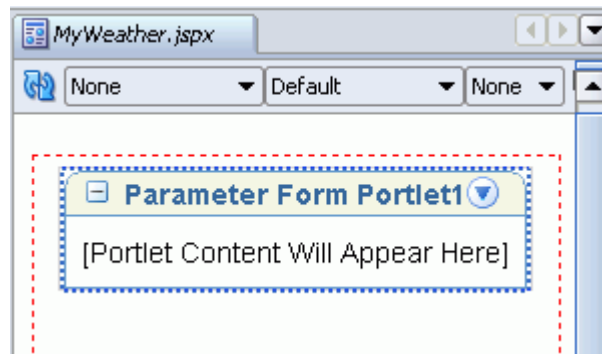 MyWeather.jspx
None Default None
Parameter Form Portlet1
[Portlet Content Will Appear Here]